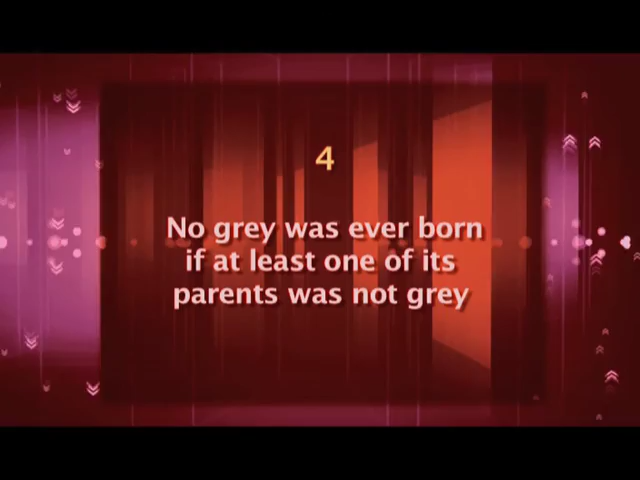 4
No grey was ever born
if at least one of its
parents was not grey